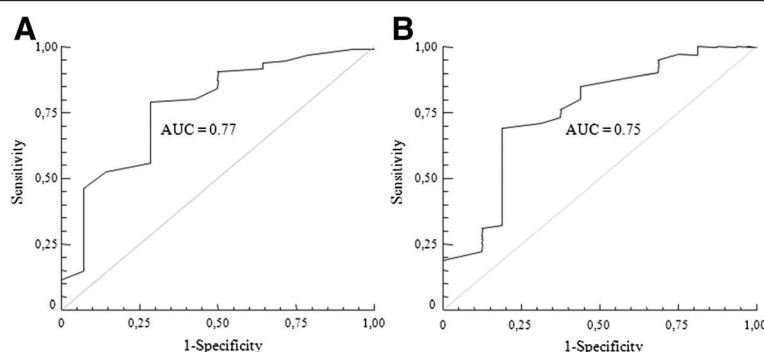 A
1,00
0,75
0,50
0,25
0
Sensitivity
AUC = 0.77
0 0,25 0,50 0,75 1,00
1-Specificity
B
1,00
0,75
0,50
0,25
0
Sensitivity
AUC = 0.75
0 0,25 0,50 0,75 1,00
1-Specificity